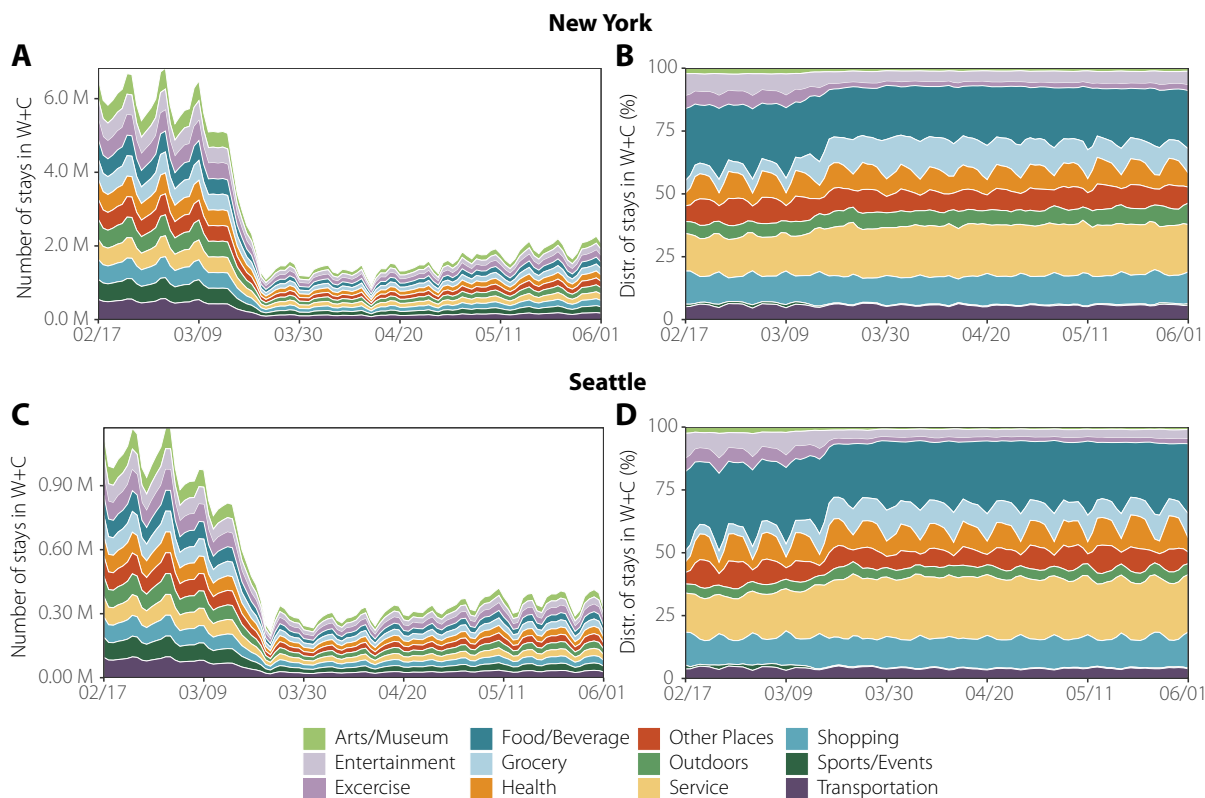 New York
A
Number of stays in W+C
6.0 M
4.0 M
2.0 M
0.0 M
02/17 03/09 03/30 04/20 05/11 06/01
B
Distr. of stays in W+C (%)
100
75
50
25
0
02/17 03/09 03/30 04/20 05/11 06/01
Seattle
C
Number of stays in W+C
0.90 M
0.60 M
0.30 M
0.00 M
02/17 03/09 03/30 04/20 05/11 06/01
D
Distr. of stays in W+C (%)
100
75
50
25
0
02/17 03/09 03/30 04/20 05/11 06/01
Arts/Museum Food/Beverage Other Places Shopping
Entertainment Grocery Outdoors Sports/Events
Excercise Health Service Transportation